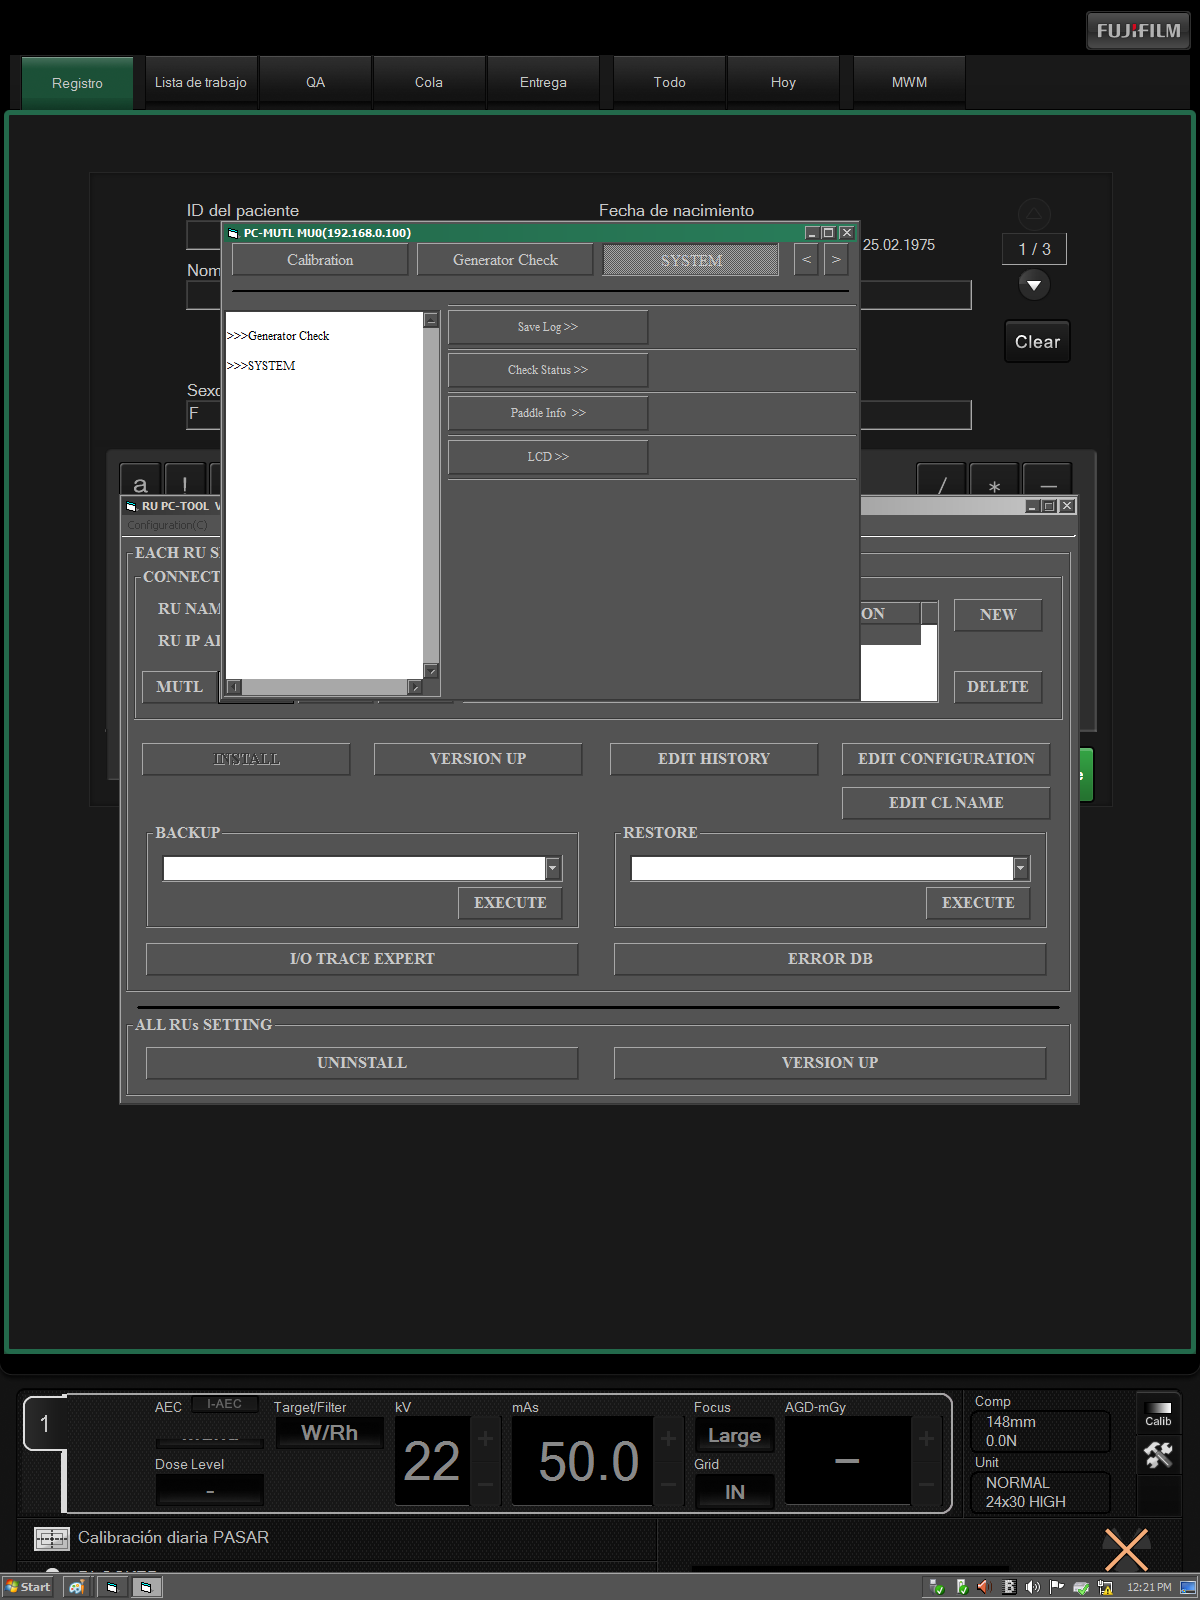 FUJIFILM
Registro
Lista de trabajo
QA
Cola
Entrega
Todo
Hoy
MWM
ID del paciente
Fecha de nacimiento
25.02.1975
1 / 3
Clear
F
a
!
/
*
PC-MUTL MU0(192.168.0.100)
Calibration
Generator Check
SYSTEM
<
>
>>>Generator Check
>>>SYSTEM
Save Log >>
Check Status >>
Paddle Info >>
LCD >>
RU PC-TOOL
Configuration(C)
EACH RU
RU
RU IP
NEW
MUTL
DELETE
INSTALL
VERSION UP
EDIT HISTORY
EDIT CONFIGURATION
EDIT CL NAME
BACKUP
RESTORE
EXECUTE
EXECUTE
I/O TRACE EXPERT
ERROR DB
ALL RUs SETTING
UNINSTALL
VERSION UP
1
AEC
I-AEC
Target/Filter
W/Rh
kV
22
+
−
mAs
50.0
+
−
Focus
Large
Grid
IN
AGD-mGy
−
+
−
Dose Level
-
Comp
148mm
0.0N
Unit
NORMAL
24x30 HIGH
Calib
Calibración diaria PASAR
Start
12:21 PM